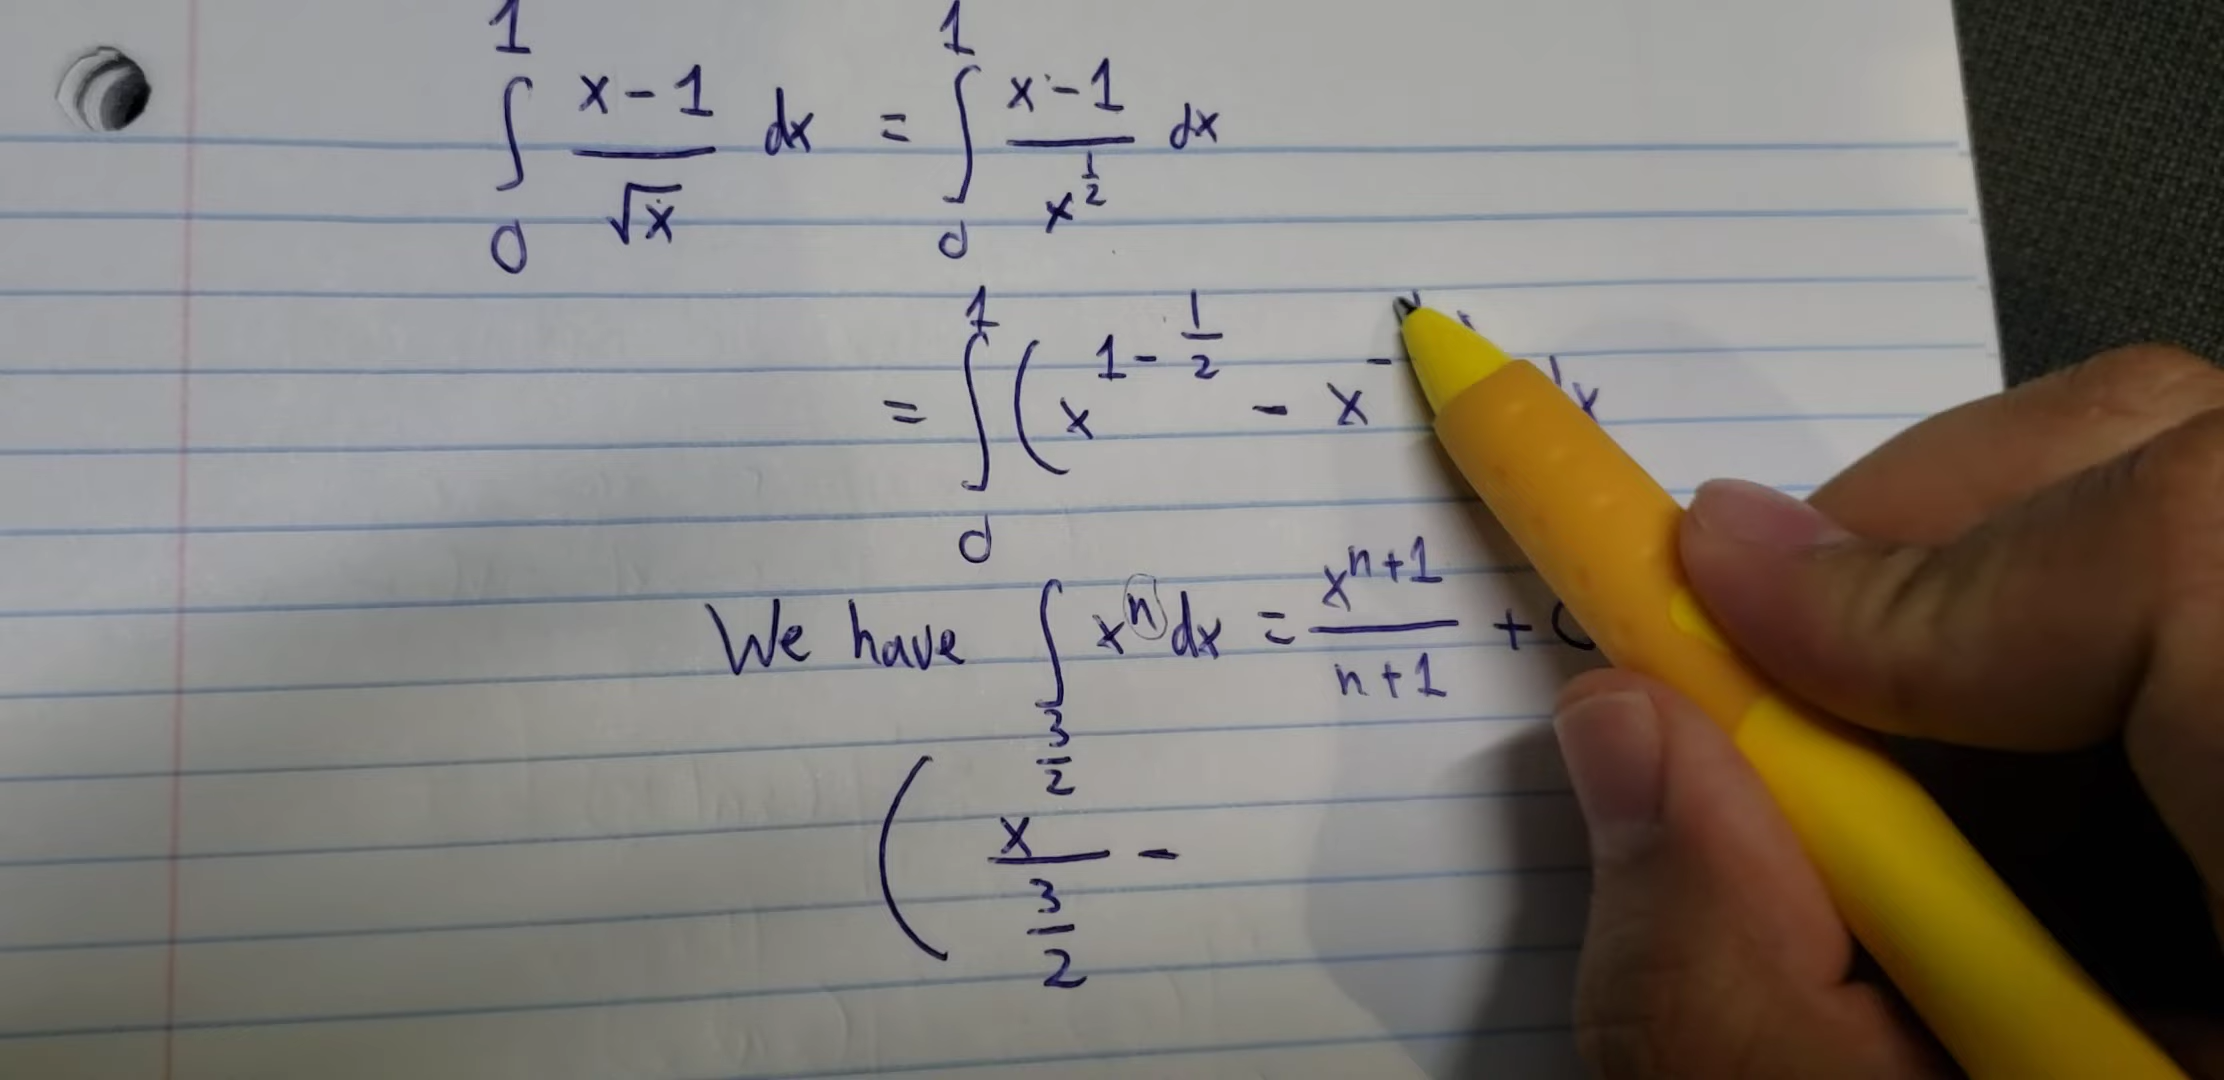 ∫₀¹ (x-1)/√x dx = ∫₀¹ (x-1)/x^(1/2) dx
= ∫₀¹ (x^(1-1/2) - x^-
We have ∫ x^n dx = x^(n+1)/(n+1) +
( x^(3/2)/(3/2) -